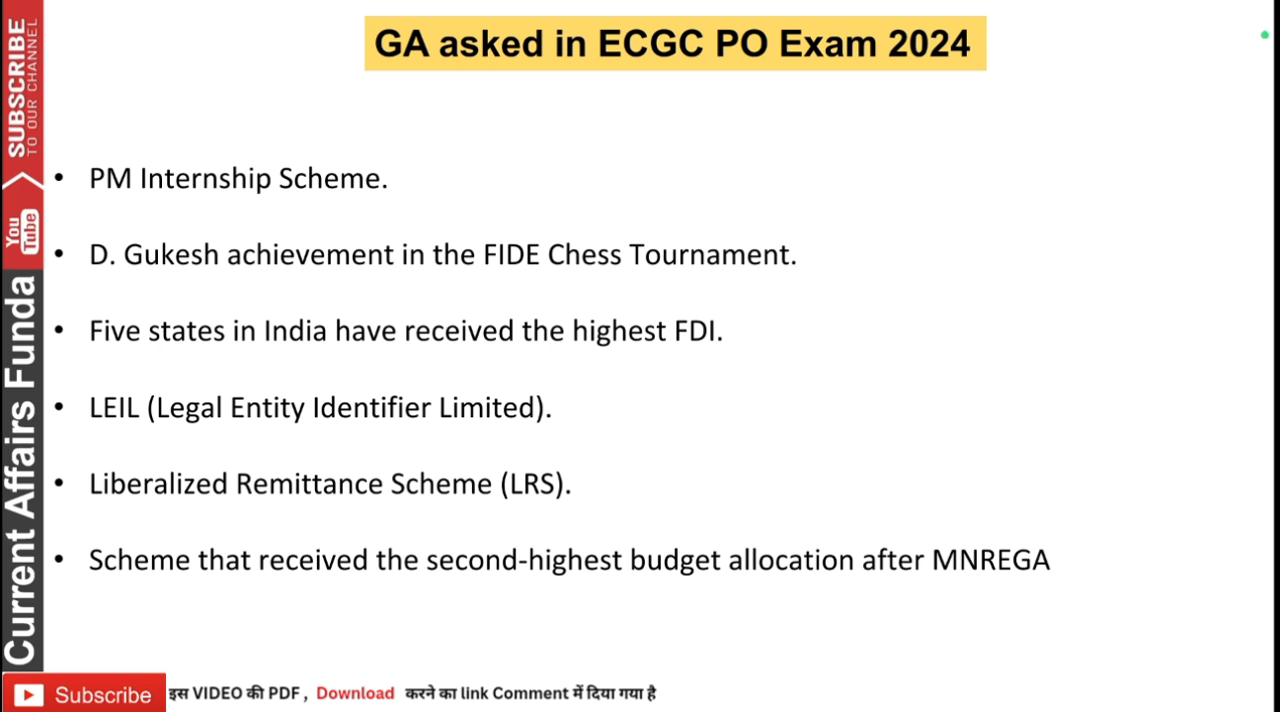 GA asked in ECGC PO Exam 2024
• PM Internship Scheme.
• D. Gukesh achievement in the FIDE Chess Tournament.
• Five states in India have received the highest FDI.
• LEIL (Legal Entity Identifier Limited).
• Liberalized Remittance Scheme (LRS).
• Scheme that received the second-highest budget allocation after MNREGA
SUBSCRIBE
TO OUR CHANNEL
You
Tube
Current Affairs Funda
Subscribe इस VIDEO की PDF , Download करने का link Comment में दिया गया है